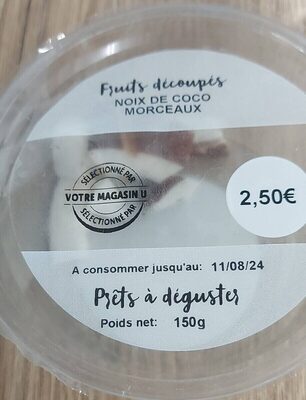 Fruits découpés
NOIX DE COCO
MORCEAUX
SÉLECTIONNÉ PAR
VOTRE MAGASIN U
SÉLECTIONNÉ PAR
2,50€
A consommer jusqu'au: 11/08/24
Prêts à déguster
Poids net: 150g